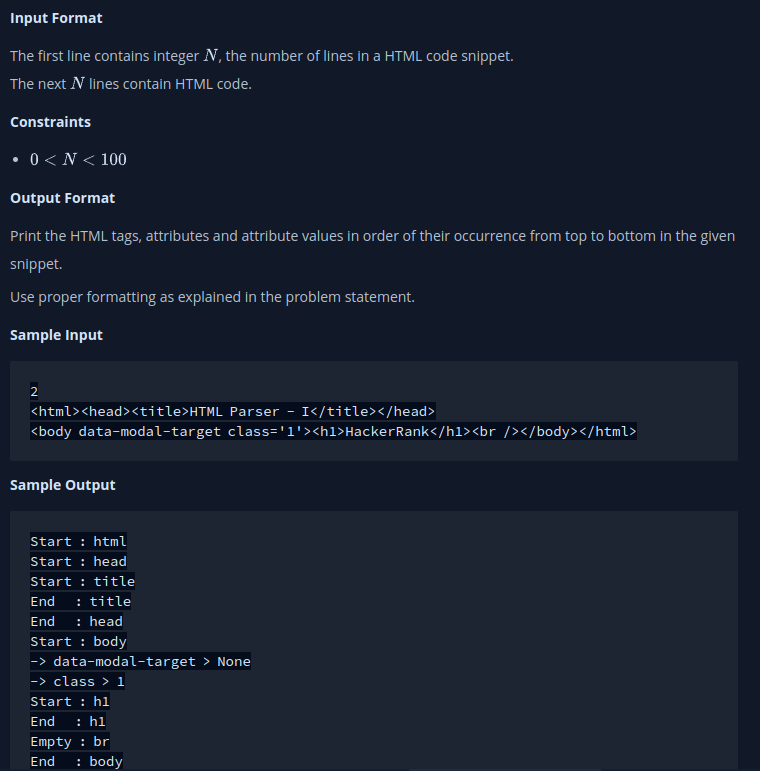 Input Format
The first line contains integer N, the number of lines in a HTML code snippet.
The next N lines contain HTML code.
Constraints
• 0 < N < 100
Output Format
Print the HTML tags, attributes and attribute values in order of their occurrence from top to bottom in the given
snippet.
Use proper formatting as explained in the problem statement.
Sample Input
2
<html><head><title>HTML Parser - I</title></head>
<body data-modal-target class='1'><h1>HackerRank</h1><br /></body></html>
Sample Output
Start : html
Start : head
Start : title
End   : title
End   : head
Start : body
-> data-modal-target > None
-> class > 1
Start : h1
End   : h1
Empty : br
End   : body